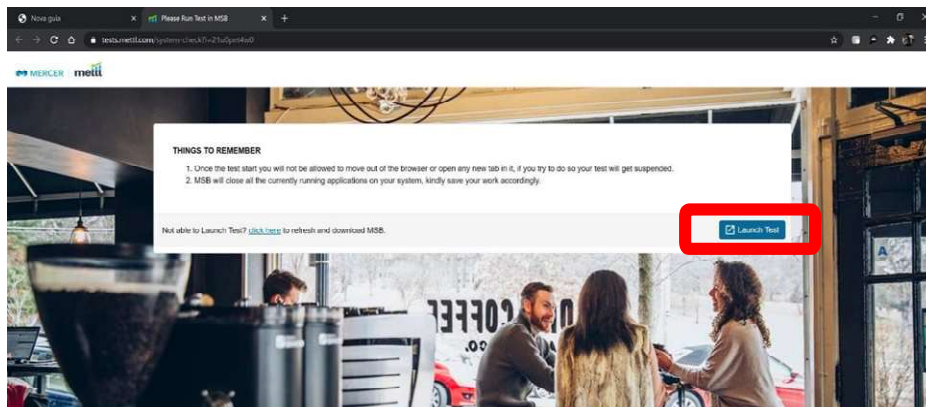 Nova guia
Please Run Test in MSB
MERCER mettl
THINGS TO REMEMBER
1. Once the test start you will not be allowed to move out of the browser or open any new tab in it, if you try to do so your test will get suspended.
2. MSB will close all the currently running applications on your system, kindly save your work accordingly.
Not able to Launch Test? click here to refresh and download MSB.
Launch Test
A
COFFEE
CO.